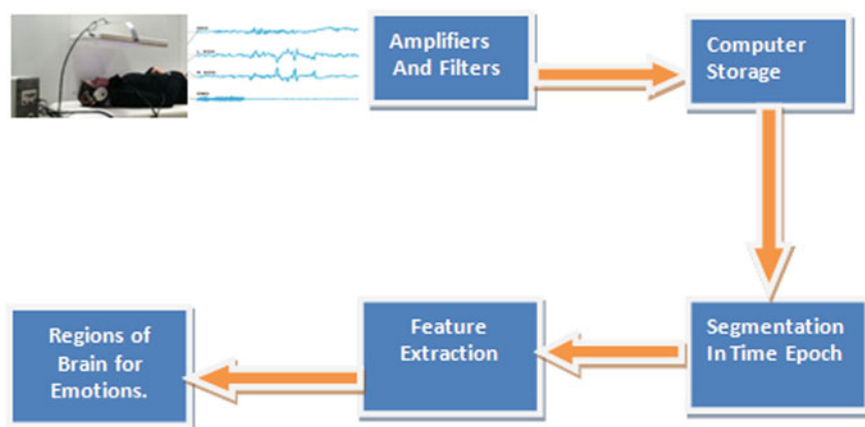 Amplifiers
And Filters
Computer
Storage
Segmentation
In Time Epoch
Feature
Extraction
Regions of
Brain for
Emotions.